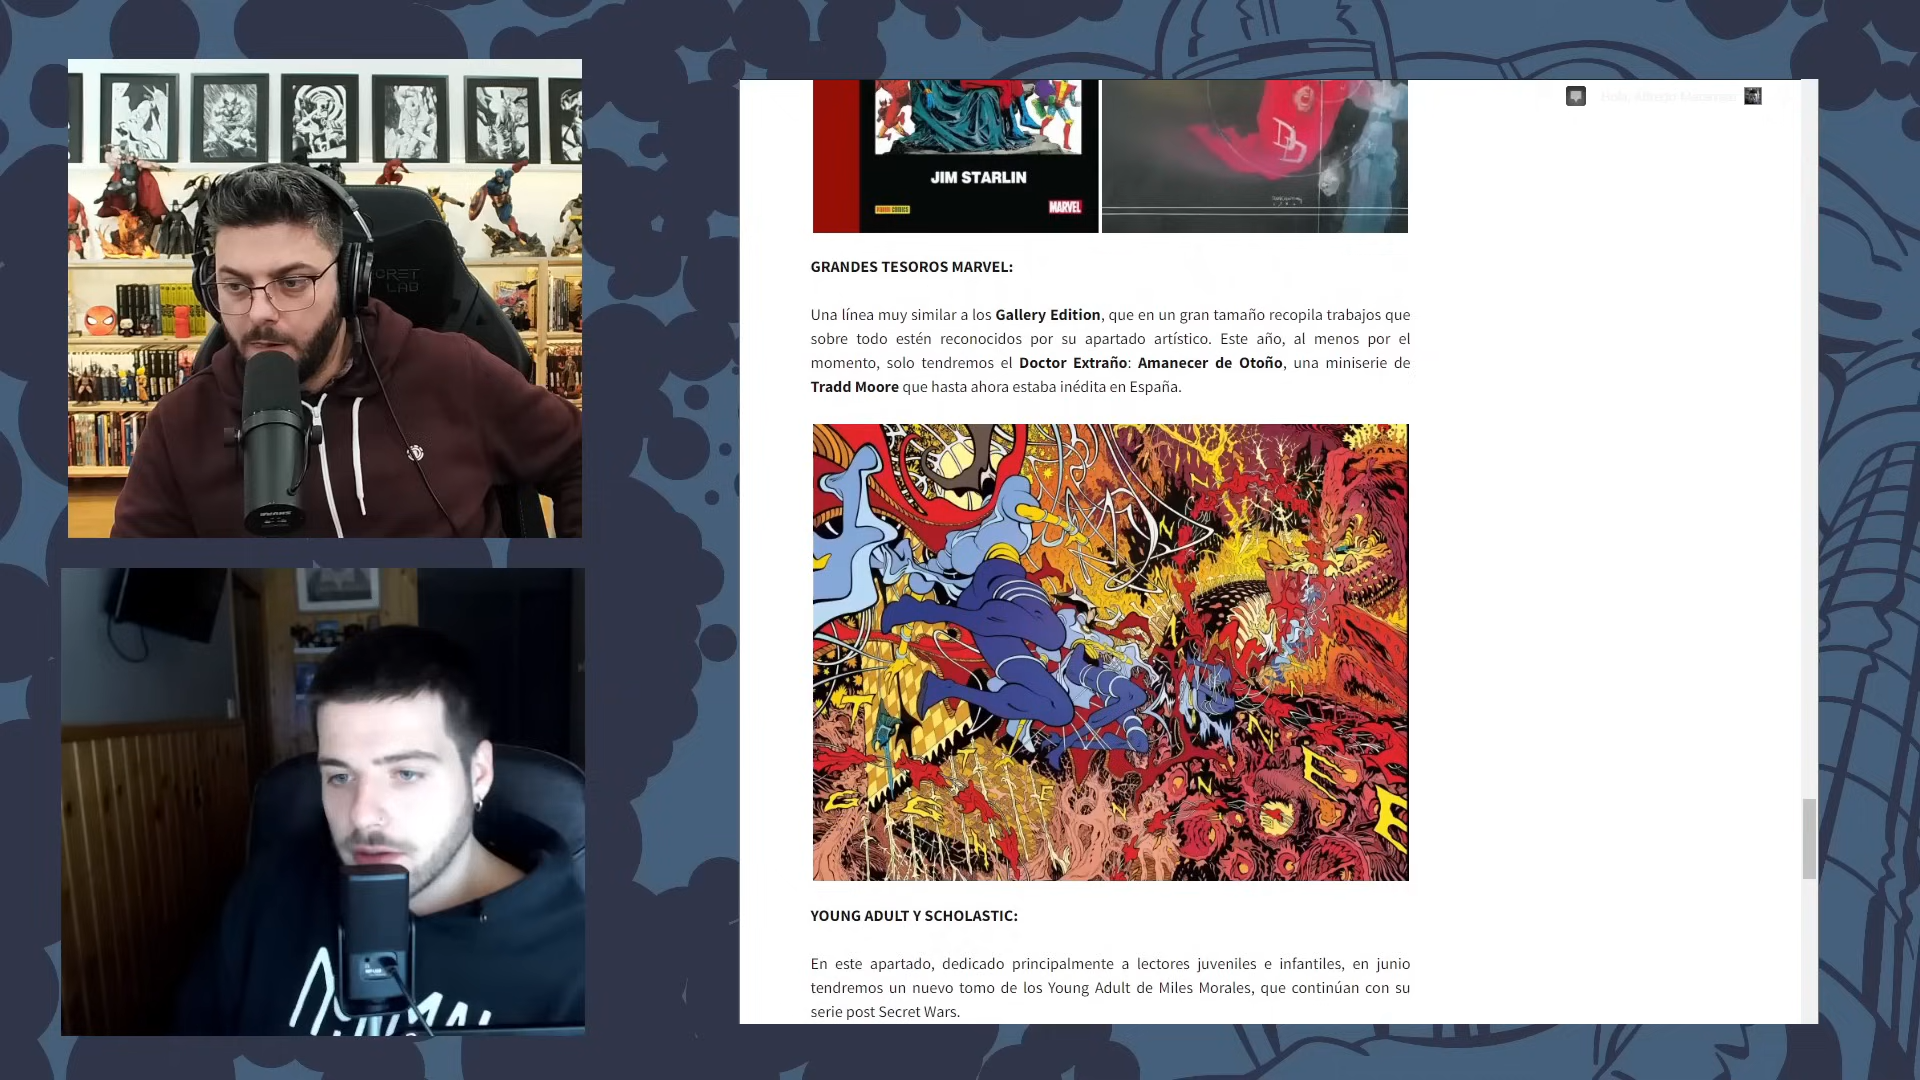 JIM STARLIN
PANINI COMICS
MARVEL
DD
GRANDES TESOROS MARVEL:
Una línea muy similar a los Gallery Edition, que en un gran tamaño recopila trabajos que
sobre todo estén reconocidos por su apartado artístico. Este año, al menos por el
momento, solo tendremos el Doctor Extraño: Amanecer de Otoño, una miniserie de
Tradd Moore que hasta ahora estaba inédita en España.
YOUNG ADULT Y SCHOLASTIC:
En este apartado, dedicado principalmente a lectores juveniles e infantiles, en junio
tendremos un nuevo tomo de los Young Adult de Miles Morales, que continúan con su
serie post Secret Wars.